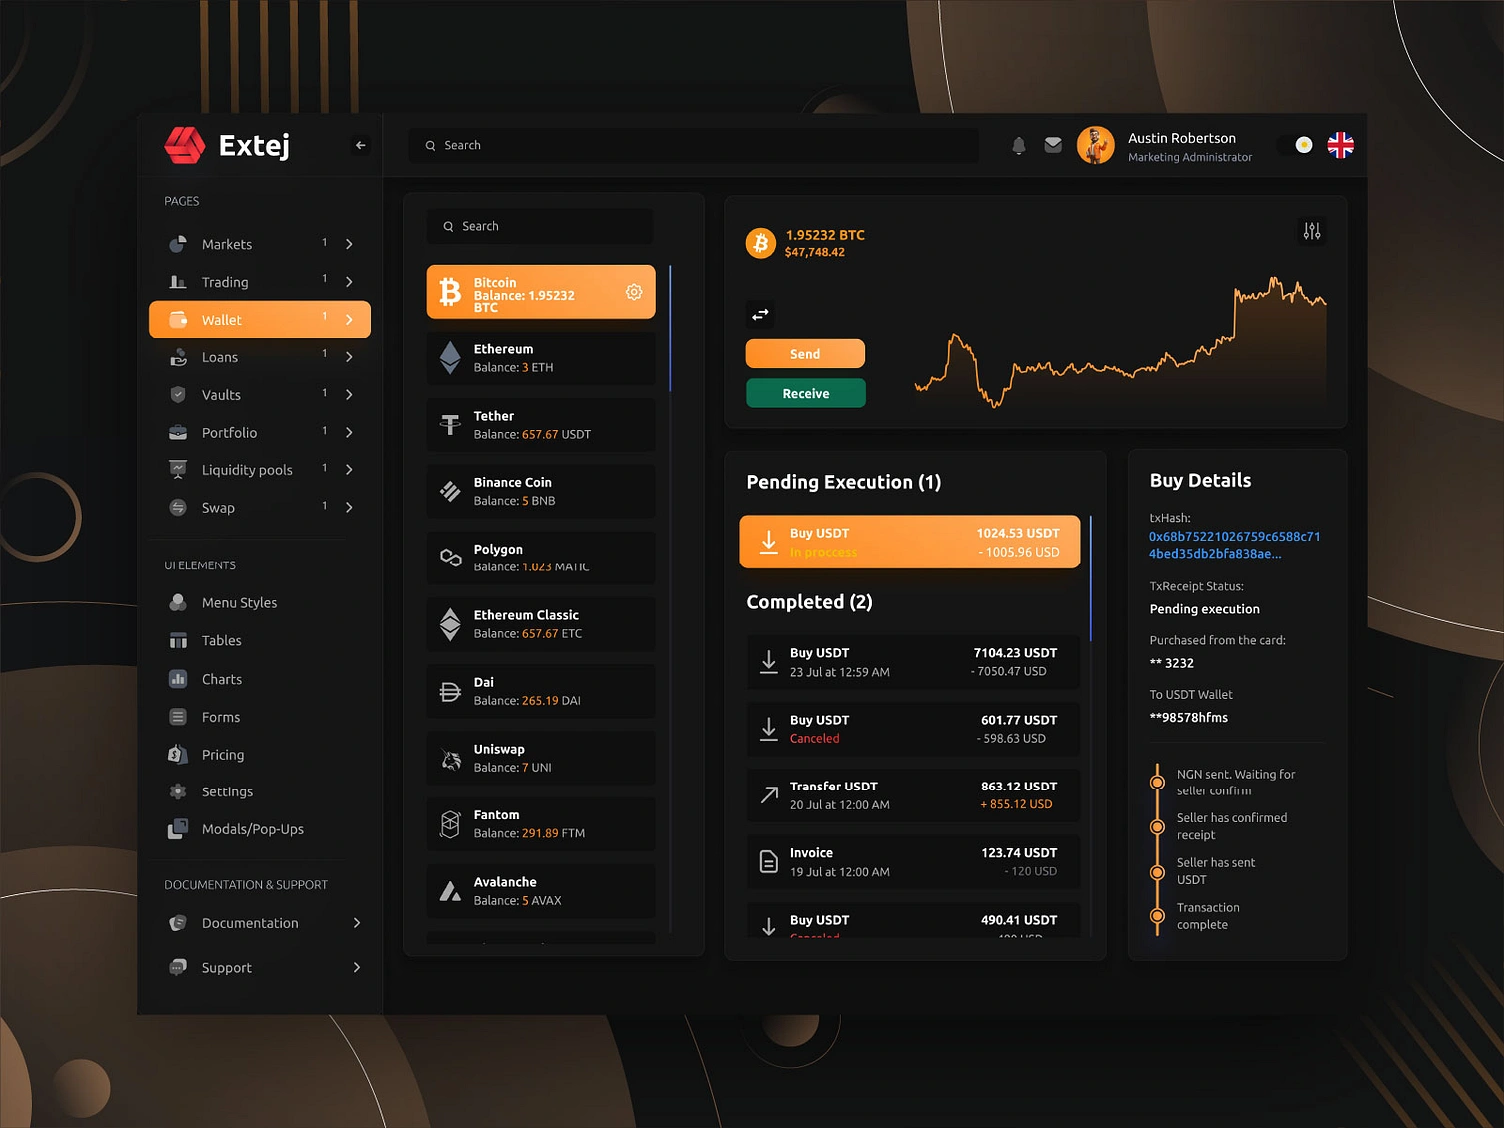 Extej
Search
Austin Robertson
Marketing Administrator
PAGES
Markets 1
Trading 1
Wallet 1
Loans 1
Vaults 1
Portfolio 1
Liquidity pools 1
Swap 1
UI ELEMENTS
Menu Styles
Tables
Charts
Forms
Pricing
Settings
Modals/Pop-Ups
DOCUMENTATION & SUPPORT
Documentation
Support
Search
Bitcoin
Balance: 1.95232
BTC
Ethereum
Balance: 3 ETH
Tether
Balance: 657.67 USDT
Binance Coin
Balance: 5 BNB
Polygon
Balance: 1.023 MATIC
Ethereum Classic
Balance: 657.67 ETC
Dai
Balance: 265.19 DAI
Uniswap
Balance: 7 UNI
Fantom
Balance: 291.89 FTM
Avalanche
Balance: 5 AVAX
1.95232 BTC
$47,748.42
Send
Receive
Pending Execution (1)
Buy USDT 1024.53 USDT
In proccess - 1005.96 USD
Completed (2)
Buy USDT 7104.23 USDT
23 Jul at 12:59 AM - 7050.47 USD
Buy USDT 601.77 USDT
Canceled - 598.63 USD
Transfer USDT 863.12 USDT
20 Jul at 12:00 AM + 855.12 USD
Invoice 123.74 USDT
19 Jul at 12:00 AM - 120 USD
Buy USDT 490.41 USDT
Canceled
Buy Details
txHash:
0x68b75221026759c6588c71
4bed35db2bfa838ae...
TxReceipt Status:
Pending execution
Purchased from the card:
** 3232
To USDT Wallet
**98578hfms
NGN sent. Waiting for
seller confirm
Seller has confirmed
receipt
Seller has sent
USDT
Transaction
complete